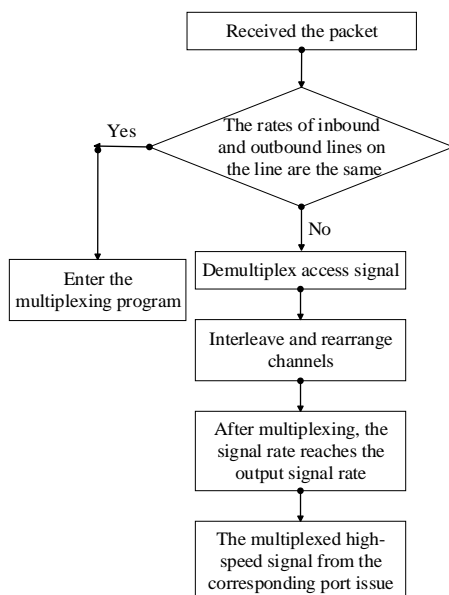 Received the packet
The rates of inbound
and outbound lines on
the line are the same
Yes
No
Enter the
multiplexing program
Demultiplex access signal
Interleave and rearrange
channels
After multiplexing, the
signal rate reaches the
output signal rate
The multiplexed high-
speed signal from the
corresponding port issue